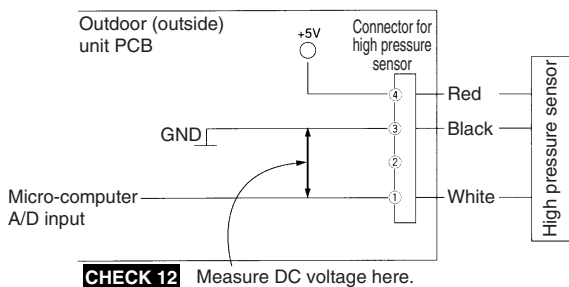 Outdoor (outside)
unit PCB
+5V
Connector for
high pressure
sensor
④
Red
GND
③
Black
②
Micro-computer
A/D input
①
White
High pressure sensor
CHECK 12 Measure DC voltage here.